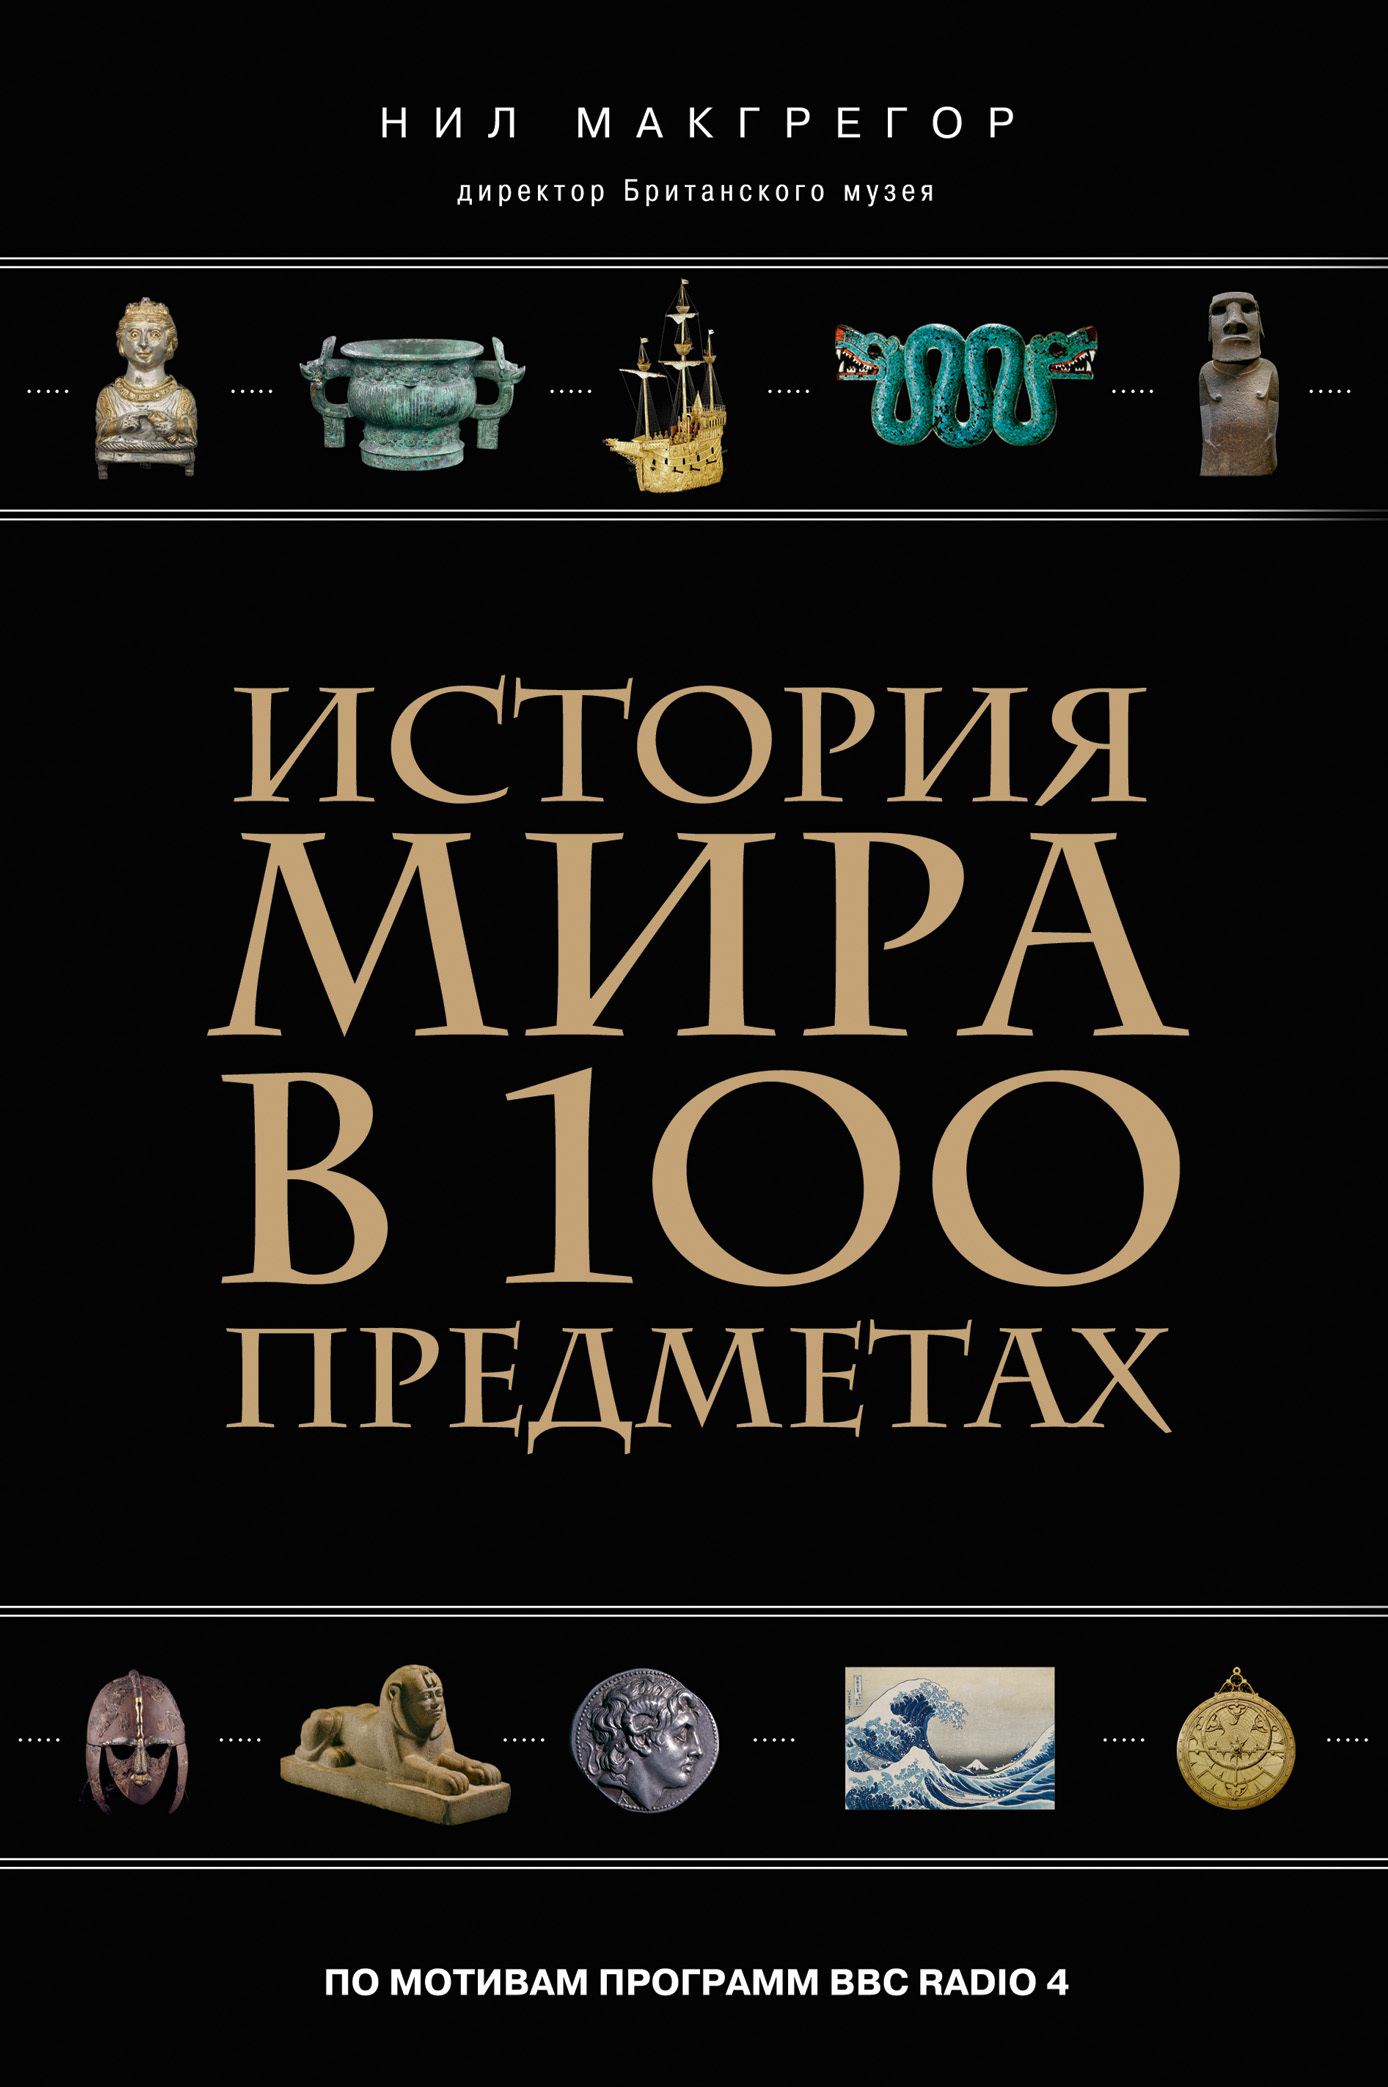 НИЛ МАКГРЕГОР
директор Британского музея
ИСТОРИЯ
МИРА
В 100
ПРЕДМЕТАХ
ПО МОТИВАМ ПРОГРАММ BBC RADIO 4